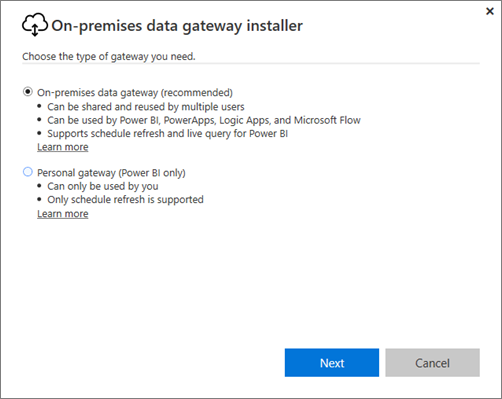 On-premises data gateway installer
Choose the type of gateway you need.
On-premises data gateway (recommended)
• Can be shared and reused by multiple users
• Can be used by Power BI, PowerApps, Logic Apps, and Microsoft Flow
• Supports schedule refresh and live query for Power BI
Learn more
Personal gateway (Power BI only)
• Can only be used by you
• Only schedule refresh is supported
Learn more
Next
Cancel